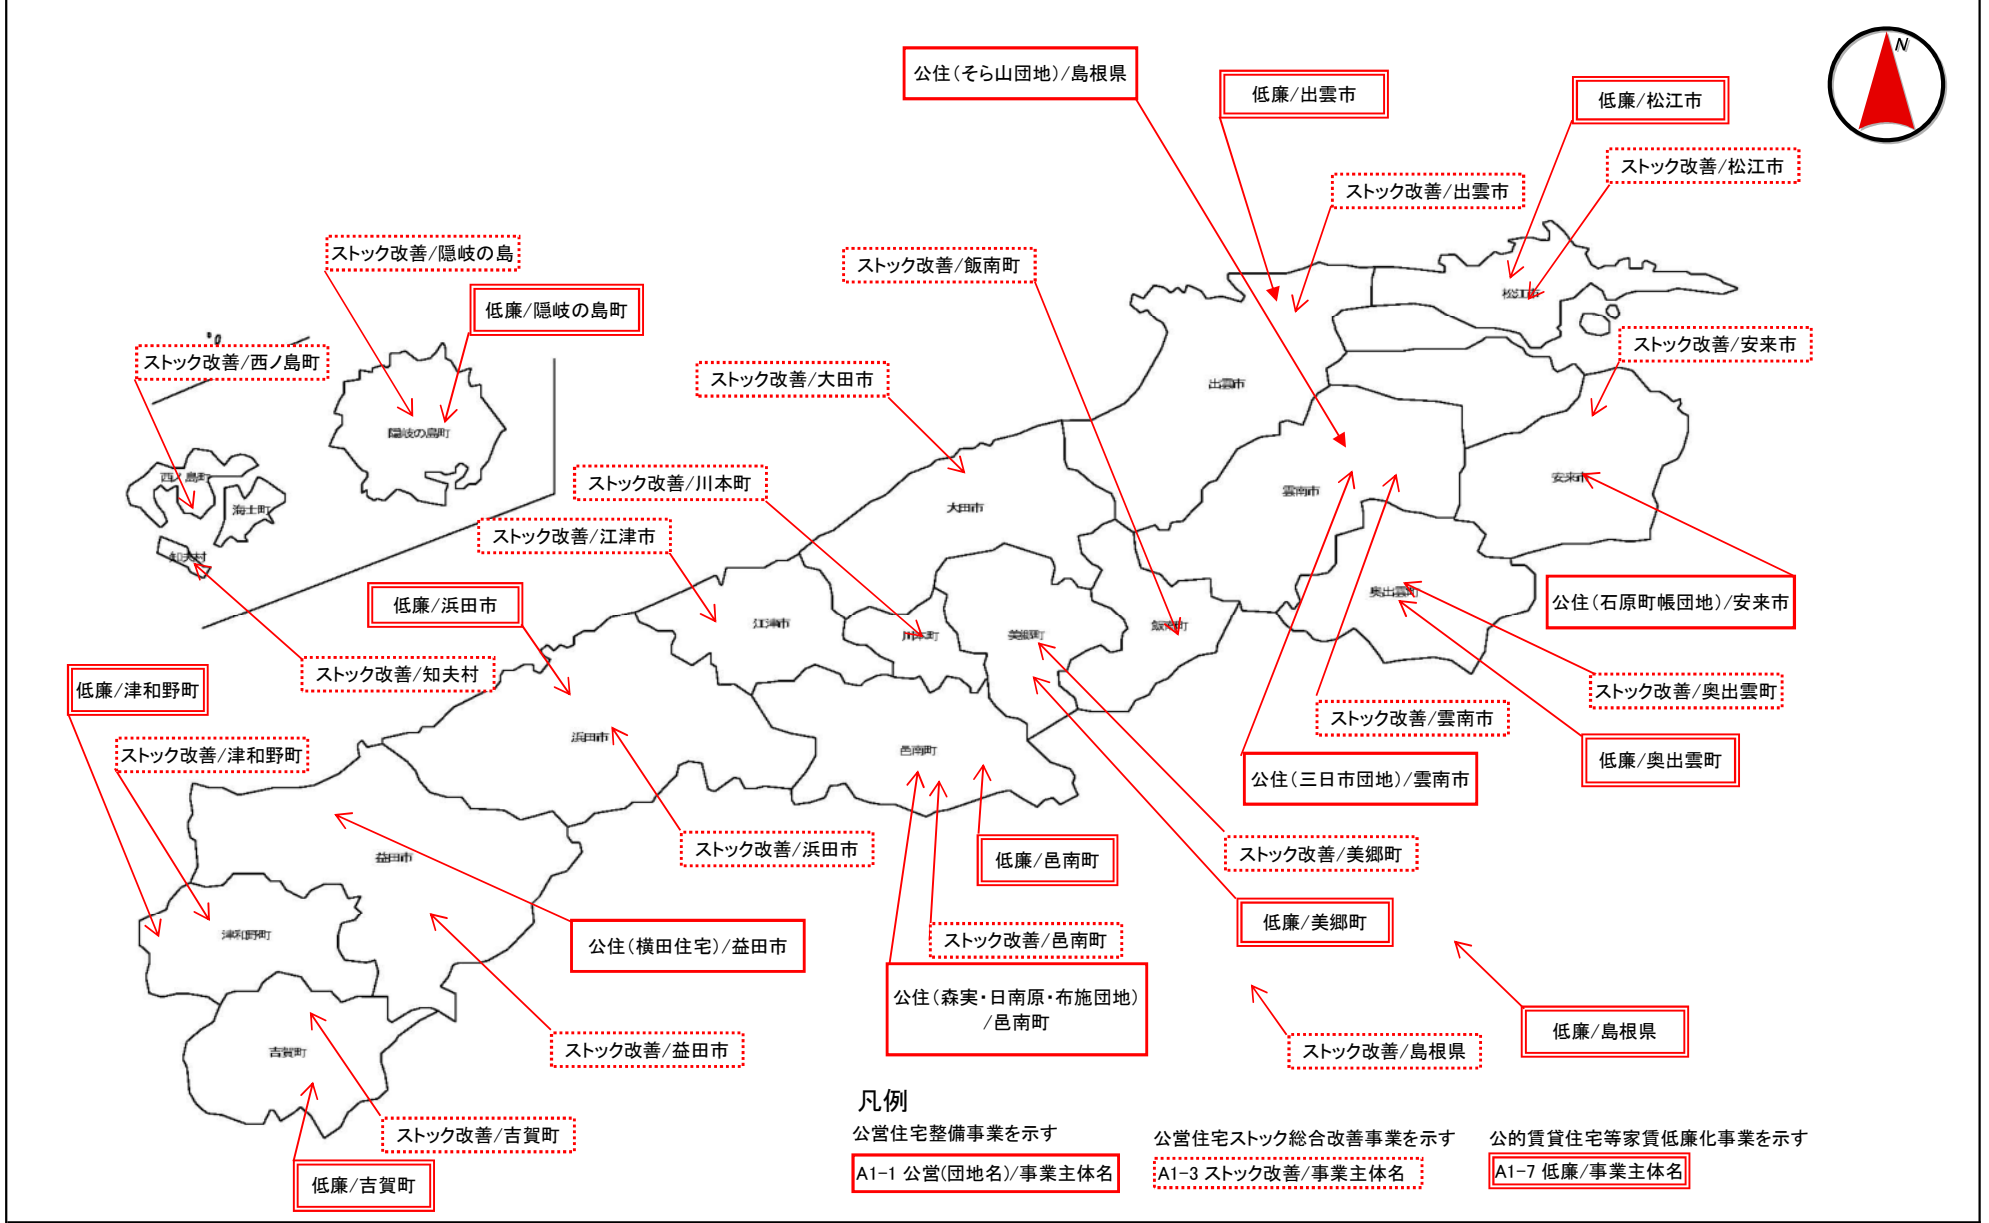 N
公住（そら山団地）/島根県
低廉/出雲市
低廉/松江市
ストック改善/松江市
ストック改善/出雲市
ストック改善/隠岐の島
ストック改善/飯南町
低廉/隠岐の島町
松江市
ストック改善/安来市
ストック改善/西ノ島町
ストック改善/大田市
出雲市
隠岐の島町
西ノ島町
ストック改善/川本町
安来市
雲南市
海士町
大田市
ストック改善/江津市
知夫村
奥出雲町
低廉/浜田市
公住（石原町帳団地）/安来市
江津市
川本町
美郷町
飯南町
ストック改善/知夫村
低廉/津和野町
ストック改善/奥出雲町
ストック改善/雲南市
浜田市
邑南町
ストック改善/津和野町
低廉/奥出雲町
公住（三日市団地）/雲南市
益田市
ストック改善/浜田市
低廉/邑南町
ストック改善/美郷町
低廉/美郷町
津和野町
公住（横田住宅）/益田市
ストック改善/邑南町
公住（森実・日南原・布施団地）
/邑南町
低廉/島根県
吉賀町
ストック改善/益田市
ストック改善/島根県
ストック改善/吉賀町
低廉/吉賀町
凡例
公営住宅整備事業を示す
A1-1 公営(団地名)/事業主体名
公営住宅ストック総合改善事業を示す
A1-3 ストック改善/事業主体名
公的賃貸住宅等家賃低廉化事業を示す
A1-7 低廉/事業主体名